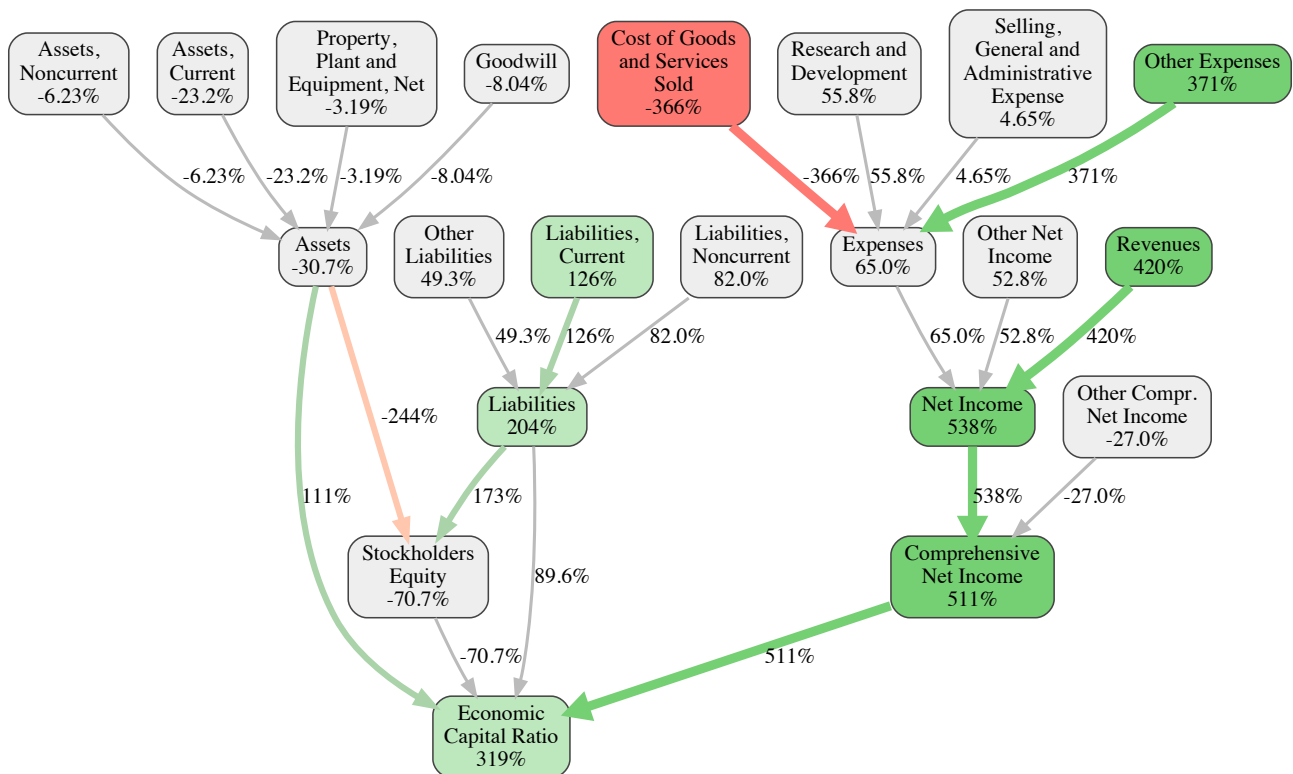 Assets,
Noncurrent
-6.23%
Assets,
Current
-23.2%
Property,
Plant and
Equipment, Net
-3.19%
Goodwill
-8.04%
Cost of Goods
and Services
Sold
-366%
Research and
Development
55.8%
Selling,
General and
Administrative
Expense
4.65%
Other Expenses
371%
-6.23%
-23.2%
-3.19%
-8.04%
-366%
55.8%
4.65%
371%
Assets
-30.7%
Other
Liabilities
49.3%
Liabilities,
Current
126%
Liabilities,
Noncurrent
82.0%
Expenses
65.0%
Other Net
Income
52.8%
Revenues
420%
49.3%
126%
82.0%
65.0%
52.8%
420%
-244%
Liabilities
204%
Net Income
538%
Other Compr.
Net Income
-27.0%
111%
173%
538%
-27.0%
Stockholders
Equity
-70.7%
89.6%
Comprehensive
Net Income
511%
-70.7%
511%
Economic
Capital Ratio
319%